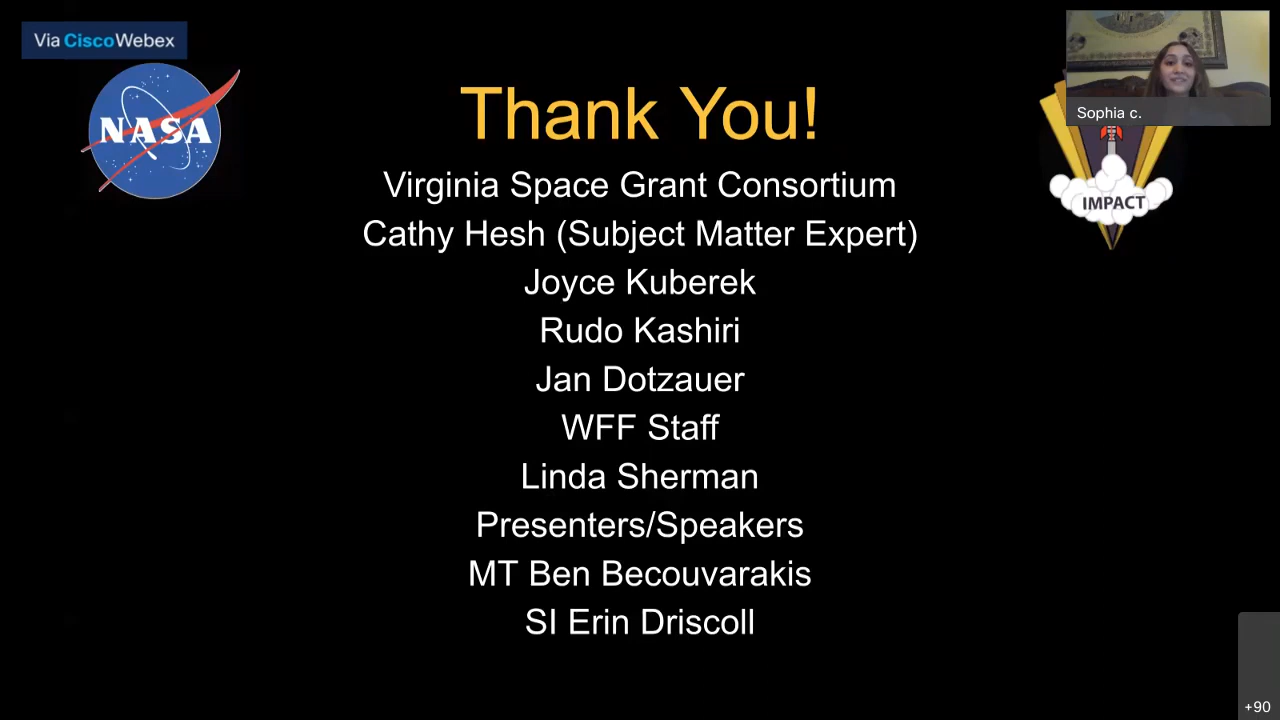 Via CiscoWebex
NASA
Thank You!
Sophia c.
IMPACT
Virginia Space Grant Consortium
Cathy Hesh (Subject Matter Expert)
Joyce Kuberek
Rudo Kashiri
Jan Dotzauer
WFF Staff
Linda Sherman
Presenters/Speakers
MT Ben Becouvarakis
SI Erin Driscoll
+90